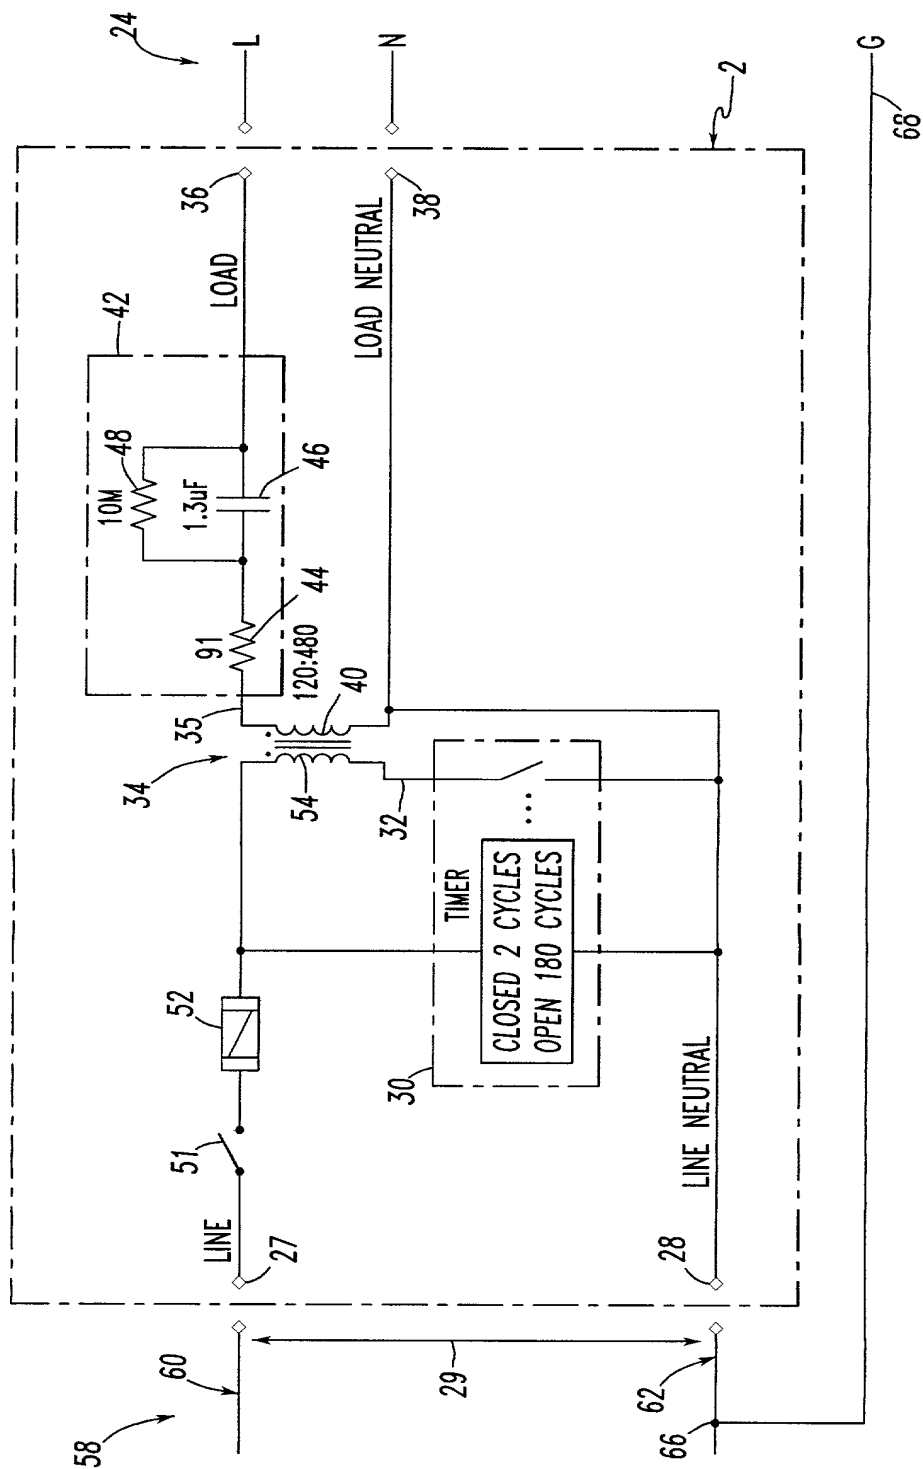 24
L
N
G
68
2
36
38
LOAD
LOAD NEUTRAL
42
48
10M
1.3uF
46
91
44
120:480
35
34
40
54
32
TIMER
CLOSED 2 CYCLES
OPEN 180 CYCLES
30
52
51
LINE
27
LINE NEUTRAL
28
60
58
29
62
66